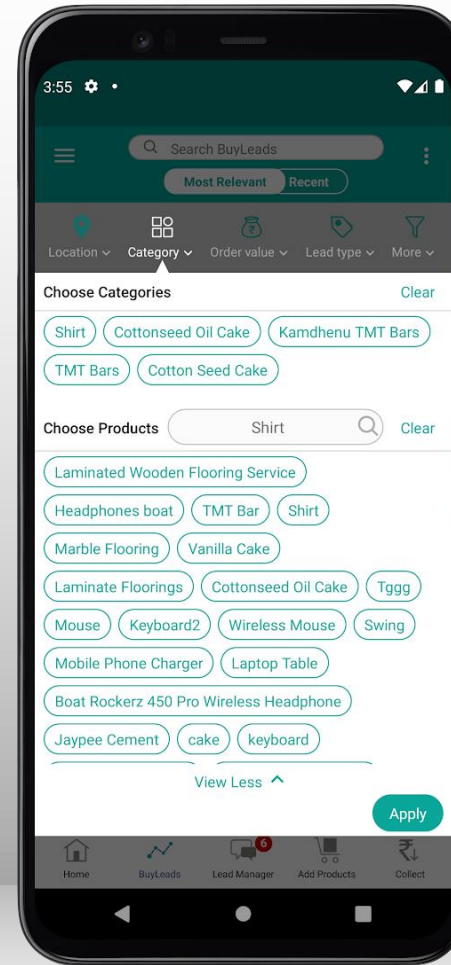 3:55
Search BuyLeads
Most Relevant Recent
Location Category Order value Lead type More
Choose Categories Clear
Shirt Cottonseed Oil Cake Kamdhenu TMT Bars
TMT Bars Cotton Seed Cake
Choose Products Shirt Clear
Laminated Wooden Flooring Service
Headphones boat TMT Bar Shirt
Marble Flooring Vanilla Cake
Laminate Floorings Cottonseed Oil Cake Tggg
Mouse Keyboard2 Wireless Mouse Swing
Mobile Phone Charger Laptop Table
Boat Rockerz 450 Pro Wireless Headphone
Jaypee Cement cake keyboard
View Less
Apply
6
Home BuyLeads Lead Manager Add Products Collect